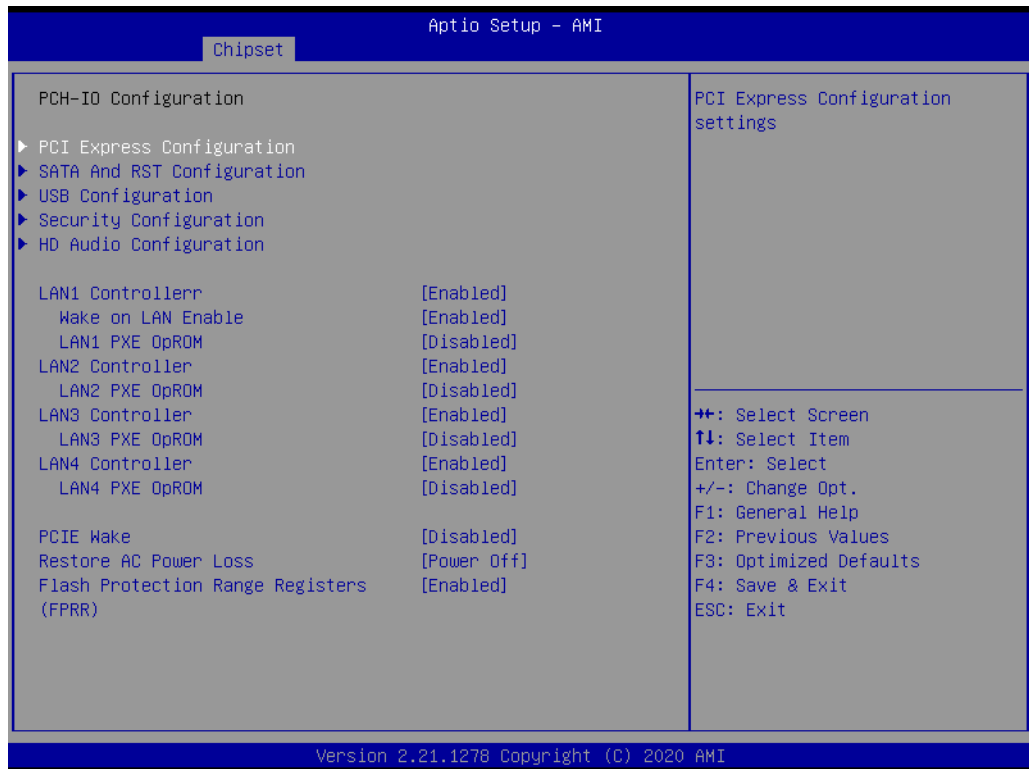 Aptio Setup – AMI
Chipset
PCH-IO Configuration
▶ PCI Express Configuration
▶ SATA And RST Configuration
▶ USB Configuration
▶ Security Configuration
▶ HD Audio Configuration
LAN1 Controllerr [Enabled]
Wake on LAN Enable [Enabled]
LAN1 PXE OpROM [Disabled]
LAN2 Controller [Enabled]
LAN2 PXE OpROM [Disabled]
LAN3 Controller [Enabled]
LAN3 PXE OpROM [Disabled]
LAN4 Controller [Enabled]
LAN4 PXE OpROM [Disabled]
PCIE Wake [Disabled]
Restore AC Power Loss [Power Off]
Flash Protection Range Registers [Enabled]
(FPRR)
PCI Express Configuration
settings
→←: Select Screen
↑↓: Select Item
Enter: Select
+/-: Change Opt.
F1: General Help
F2: Previous Values
F3: Optimized Defaults
F4: Save & Exit
ESC: Exit
Version 2.21.1278 Copyright (C) 2020 AMI